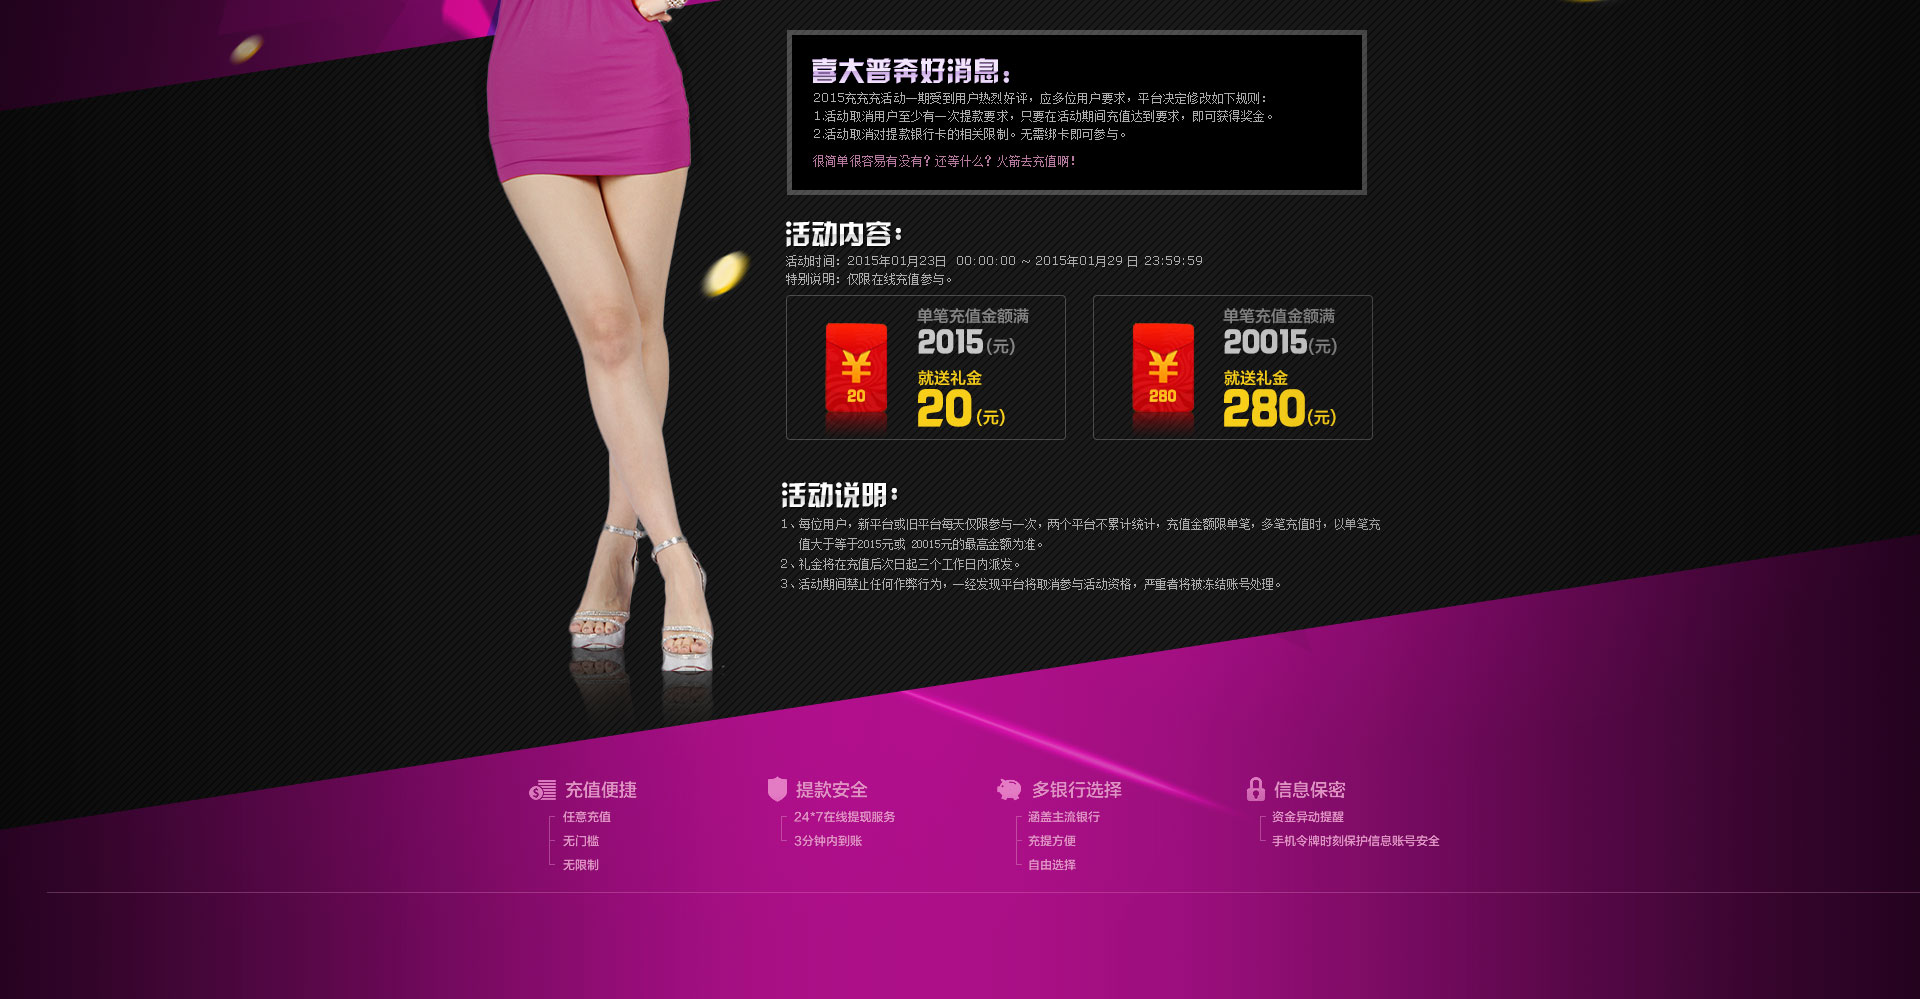 喜大普奔好消息：
2015充充充活动一期受到用户热烈好评，应多位用户要求，平台决定修改如下规则：
1.活动取消用户至少有一次提款要求，只要在活动期间充值达到要求，即可获得奖金。
2.活动取消对提款银行卡的相关限制。无需绑卡即可参与。
很简单很容易有没有？还等什么？火箭去充值啊！
活动内容：
活动时间：2015年01月23日 00:00:00 ~ 2015年01月29日 23:59:59
特别说明：仅限在线充值参与。
¥
20
单笔充值金额满
2015(元)
就送礼金
20(元)
¥
280
单笔充值金额满
20015(元)
就送礼金
280(元)
活动说明：
1、每位用户，新平台或旧平台每天仅限参与一次，两个平台不累计统计，充值金额限单笔，多笔充值时，以单笔充
值大于等于2015元或 20015元的最高金额为准。
2、礼金将在充值后次日起三个工作日内派发。
3、活动期间禁止任何作弊行为，一经发现平台将取消参与活动资格，严重者将被冻结账号处理。
充值便捷
任意充值
无门槛
无限制
提款安全
24*7在线提现服务
3分钟内到账
多银行选择
涵盖主流银行
充提方便
自由选择
信息保密
资金异动提醒
手机令牌时刻保护信息账号安全